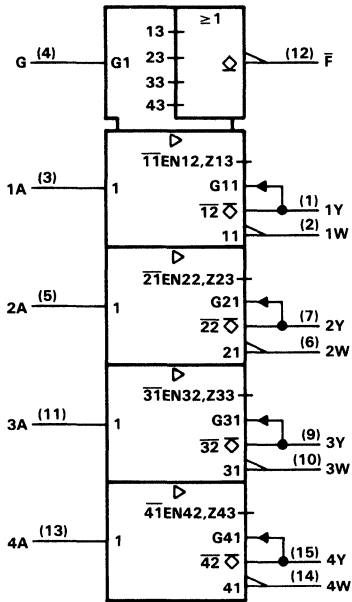 ≥1
13
G (4) G1 23 (12) F̅
33
43
1̅1̅EN12,Z13
1A (3) 1 G11
1̅2̅ (1) 1Y
11 (2) 1W
2̅1̅EN22,Z23
2A (5) 1 G21
2̅2̅ (7) 2Y
21 (6) 2W
3̅1̅EN32,Z33
3A (11) 1 G31
3̅2̅ (9) 3Y
31 (10) 3W
4̅1̅EN42,Z43
4A (13) 1 G41
4̅2̅ (15) 4Y
41 (14) 4W